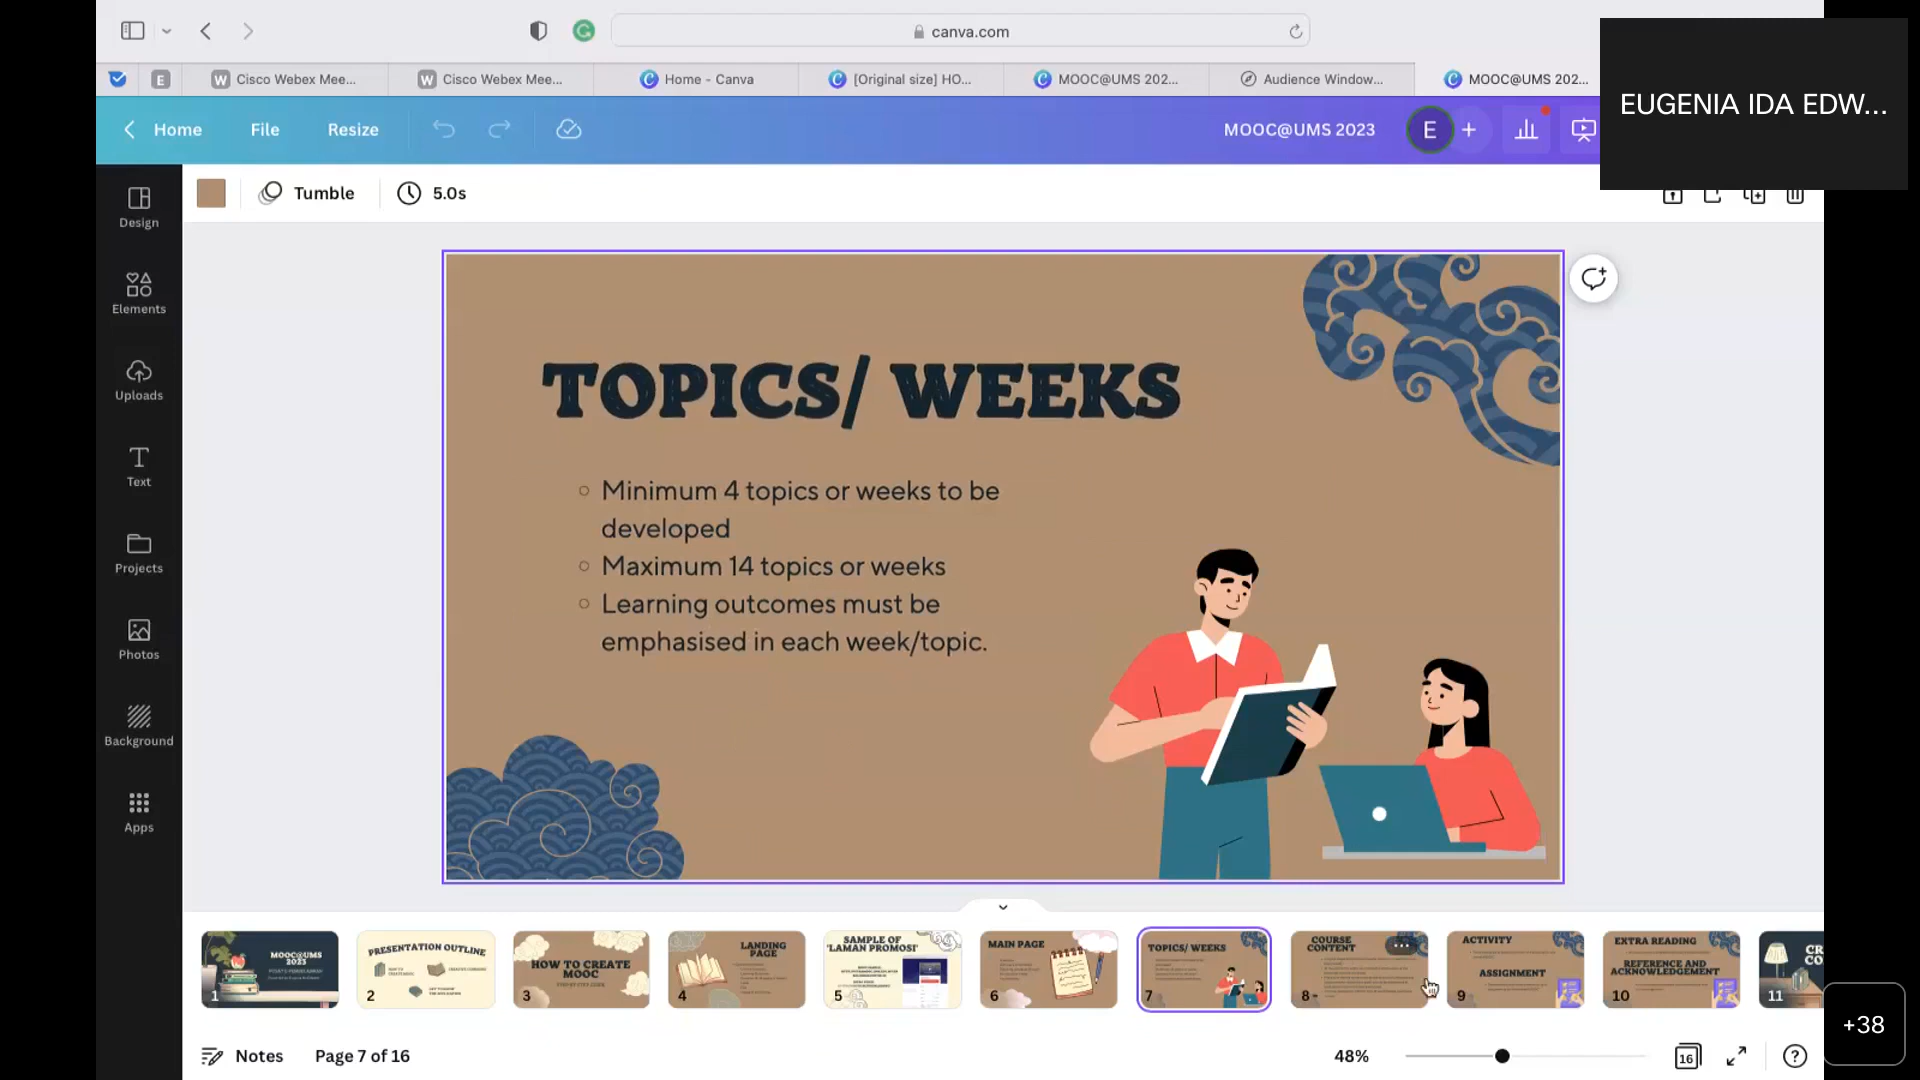 canva.com
E
W Cisco Webex Mee...
W Cisco Webex Mee...
Home - Canva
[Original size] HO...
MOOC@UMS 202...
Audience Window...
MOOC@UMS 202...
EUGENIA IDA EDW...
Home
File
Resize
MOOC@UMS 2023
E
+
Tumble
5.0s
Design
Elements
Uploads
Text
Projects
Photos
Background
Apps
TOPICS/ WEEKS
Minimum 4 topics or weeks to be
developed
Maximum 14 topics or weeks
Learning outcomes must be
emphasised in each week/topic.
MOOC@UMS
2023
1
PRESENTATION OUTLINE
2
HOW TO CREATE
MOOC
3
LANDING
PAGE
4
SAMPLE OF
'LAMAN PROMOSI'
5
MAIN PAGE
6
TOPICS/ WEEKS
7
COURSE
CONTENT
8
ACTIVITY
ASSIGNMENT
9
EXTRA READING
REFERENCE AND
ACKNOWLEDGEMENT
10
CR
CO
11
+38
Notes
Page 7 of 16
48%
16
?